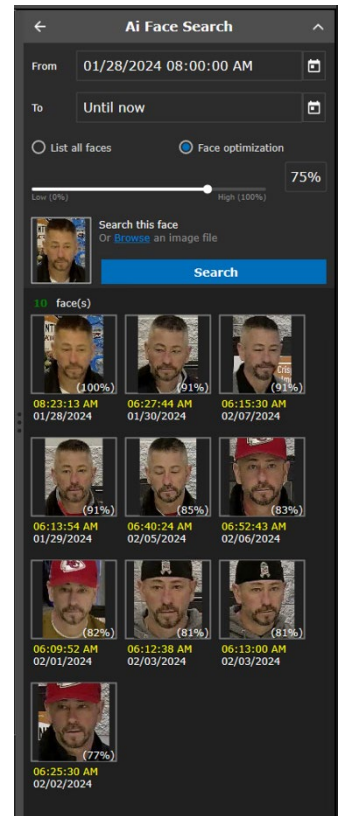 Ai Face Search
From 01/28/2024 08:00:00 AM
To Until now
List all faces Face optimization
75%
Low (0%) High (100%)
Search this face
Or Browse an image file
Search
10 face(s)
(100%) (91%) (91%)
08:23:13 AM 06:27:44 AM 06:15:30 AM
01/28/2024 01/30/2024 02/07/2024
(91%) (85%) (83%)
06:13:54 AM 06:40:24 AM 06:52:43 AM
01/29/2024 02/05/2024 02/06/2024
(82%) (81%) (81%)
06:09:52 AM 06:12:38 AM 06:13:00 AM
02/01/2024 02/03/2024 02/03/2024
(77%)
06:25:30 AM
02/02/2024